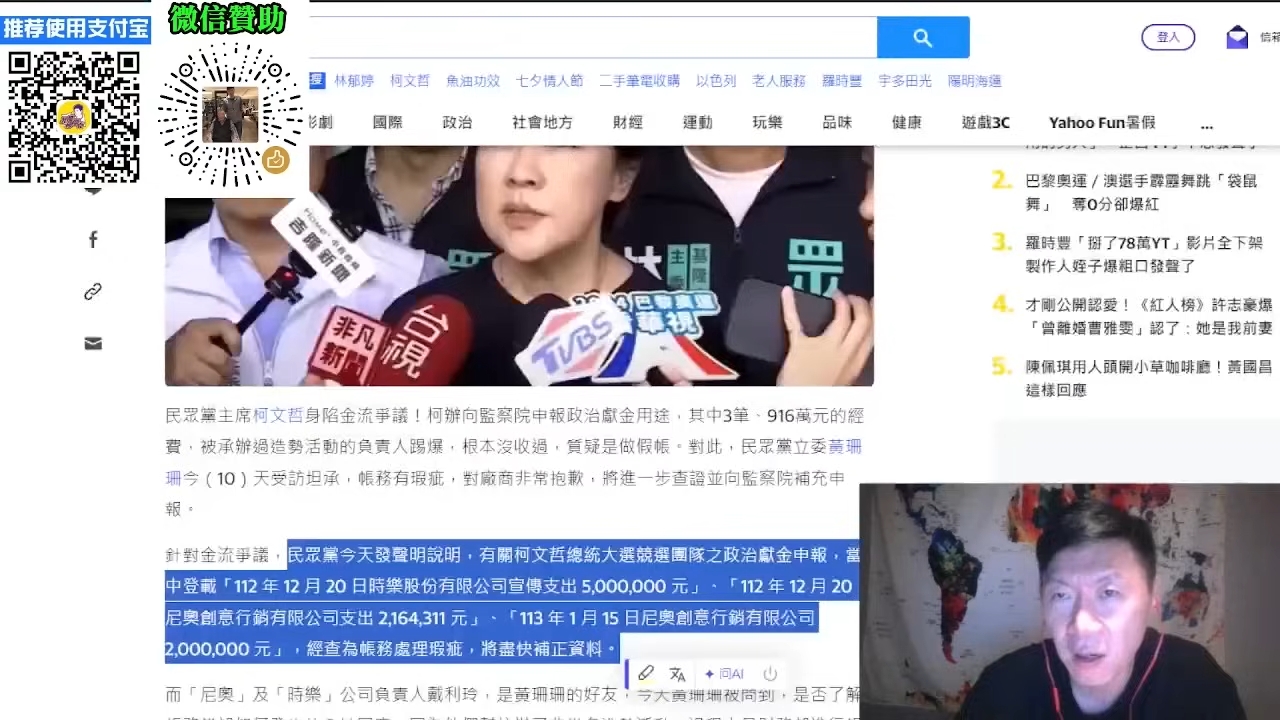 推荐使用支付宝
微信贊助
登入
信箱
搜
林郁婷 柯文哲 魚油功效 七夕情人節 二手筆電收購 以色列 老人服務 羅時豐 宇多田光 陽明海運
影劇 國際 政治 社會地方 財經 運動 玩樂 品味 健康 遊戲3C Yahoo Fun暑假 ...
2. 巴黎奧運/澳選手霹靂舞跳「袋鼠
舞」 奪0分卻爆紅
3. 羅時豐「掰了78萬YT」影片全下架
製作人姪子爆粗口發聲了
4. 才剛公開認愛！《紅人榜》許志豪爆
「曾離婚曹雅雯」認了：她是我前妻
5. 陳佩琪用人頭開小草咖啡廳！黃國昌
這樣回應
主
基隆
眾
非凡
新聞
台視
TVBS
華視
民眾黨主席柯文哲身陷金流爭議！柯辦向監察院申報政治獻金用途，其中3筆、916萬元的經
費，被承辦過造勢活動的負責人踢爆，根本沒收過，質疑是做假帳。對此，民眾黨立委黃珊
珊今（10）天受訪坦承，帳務有瑕疵，對廠商非常抱歉，將進一步查證並向監察院補充申
報。
針對金流爭議，民眾黨今天發聲明說明，有關柯文哲總統大選競選團隊之政治獻金申報，當
中登載「112 年 12 月 20 日時樂股份有限公司宣傳支出 5,000,000 元」、「112 年 12 月 20
尼奧創意行銷有限公司支出 2,164,311 元」、「113 年 1 月 15 日尼奧創意行銷有限公司
2,000,000 元」，經查為帳務處理瑕疵，將盡快補正資料。
问AI
而「尼奧」及「時樂」公司負責人戴利玲，是黃珊珊的好友，今天黃珊珊被問到，是否了解